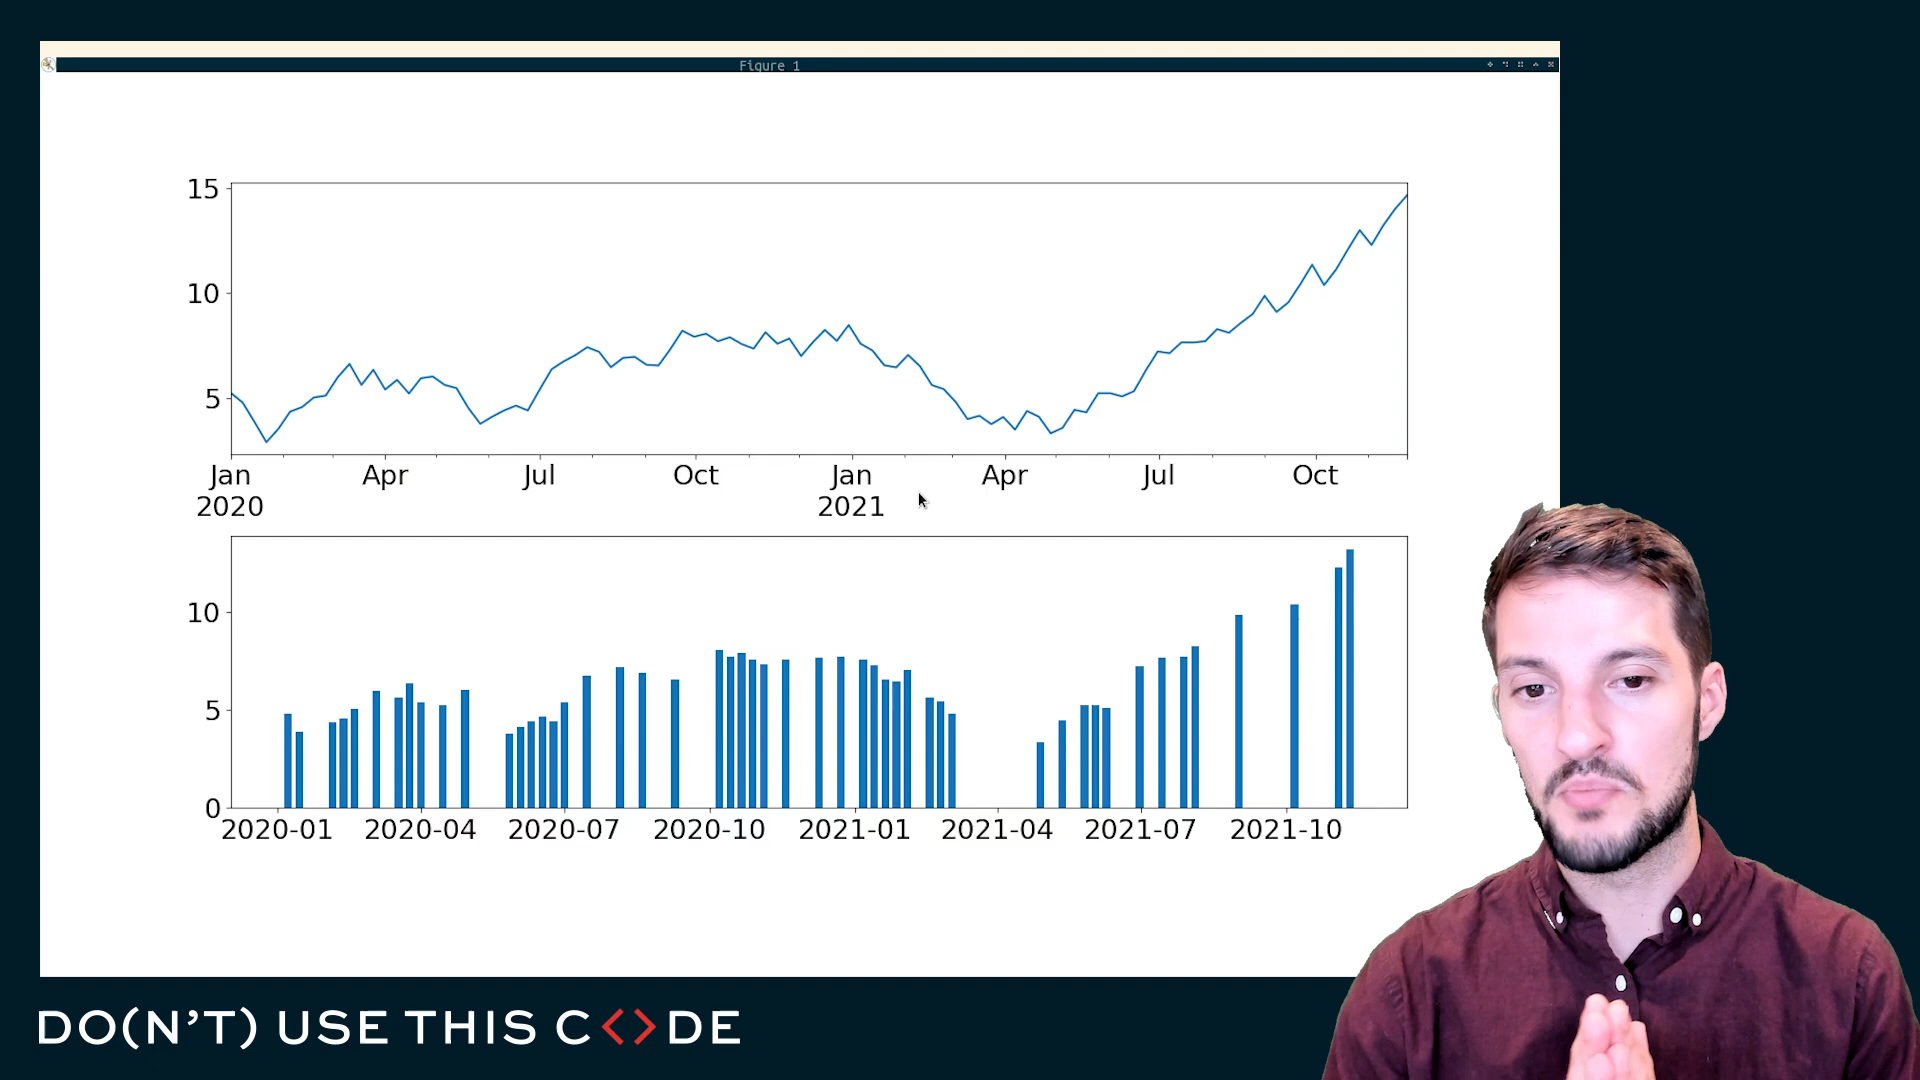 Figure 1
15
10
5
Jan Apr Jul Oct Jan Apr Jul Oct
2020 2021
10
5
0
2020-01 2020-04 2020-07 2020-10 2021-01 2021-04 2021-07 2021-10
DO(N’T) USE THIS C<>DE